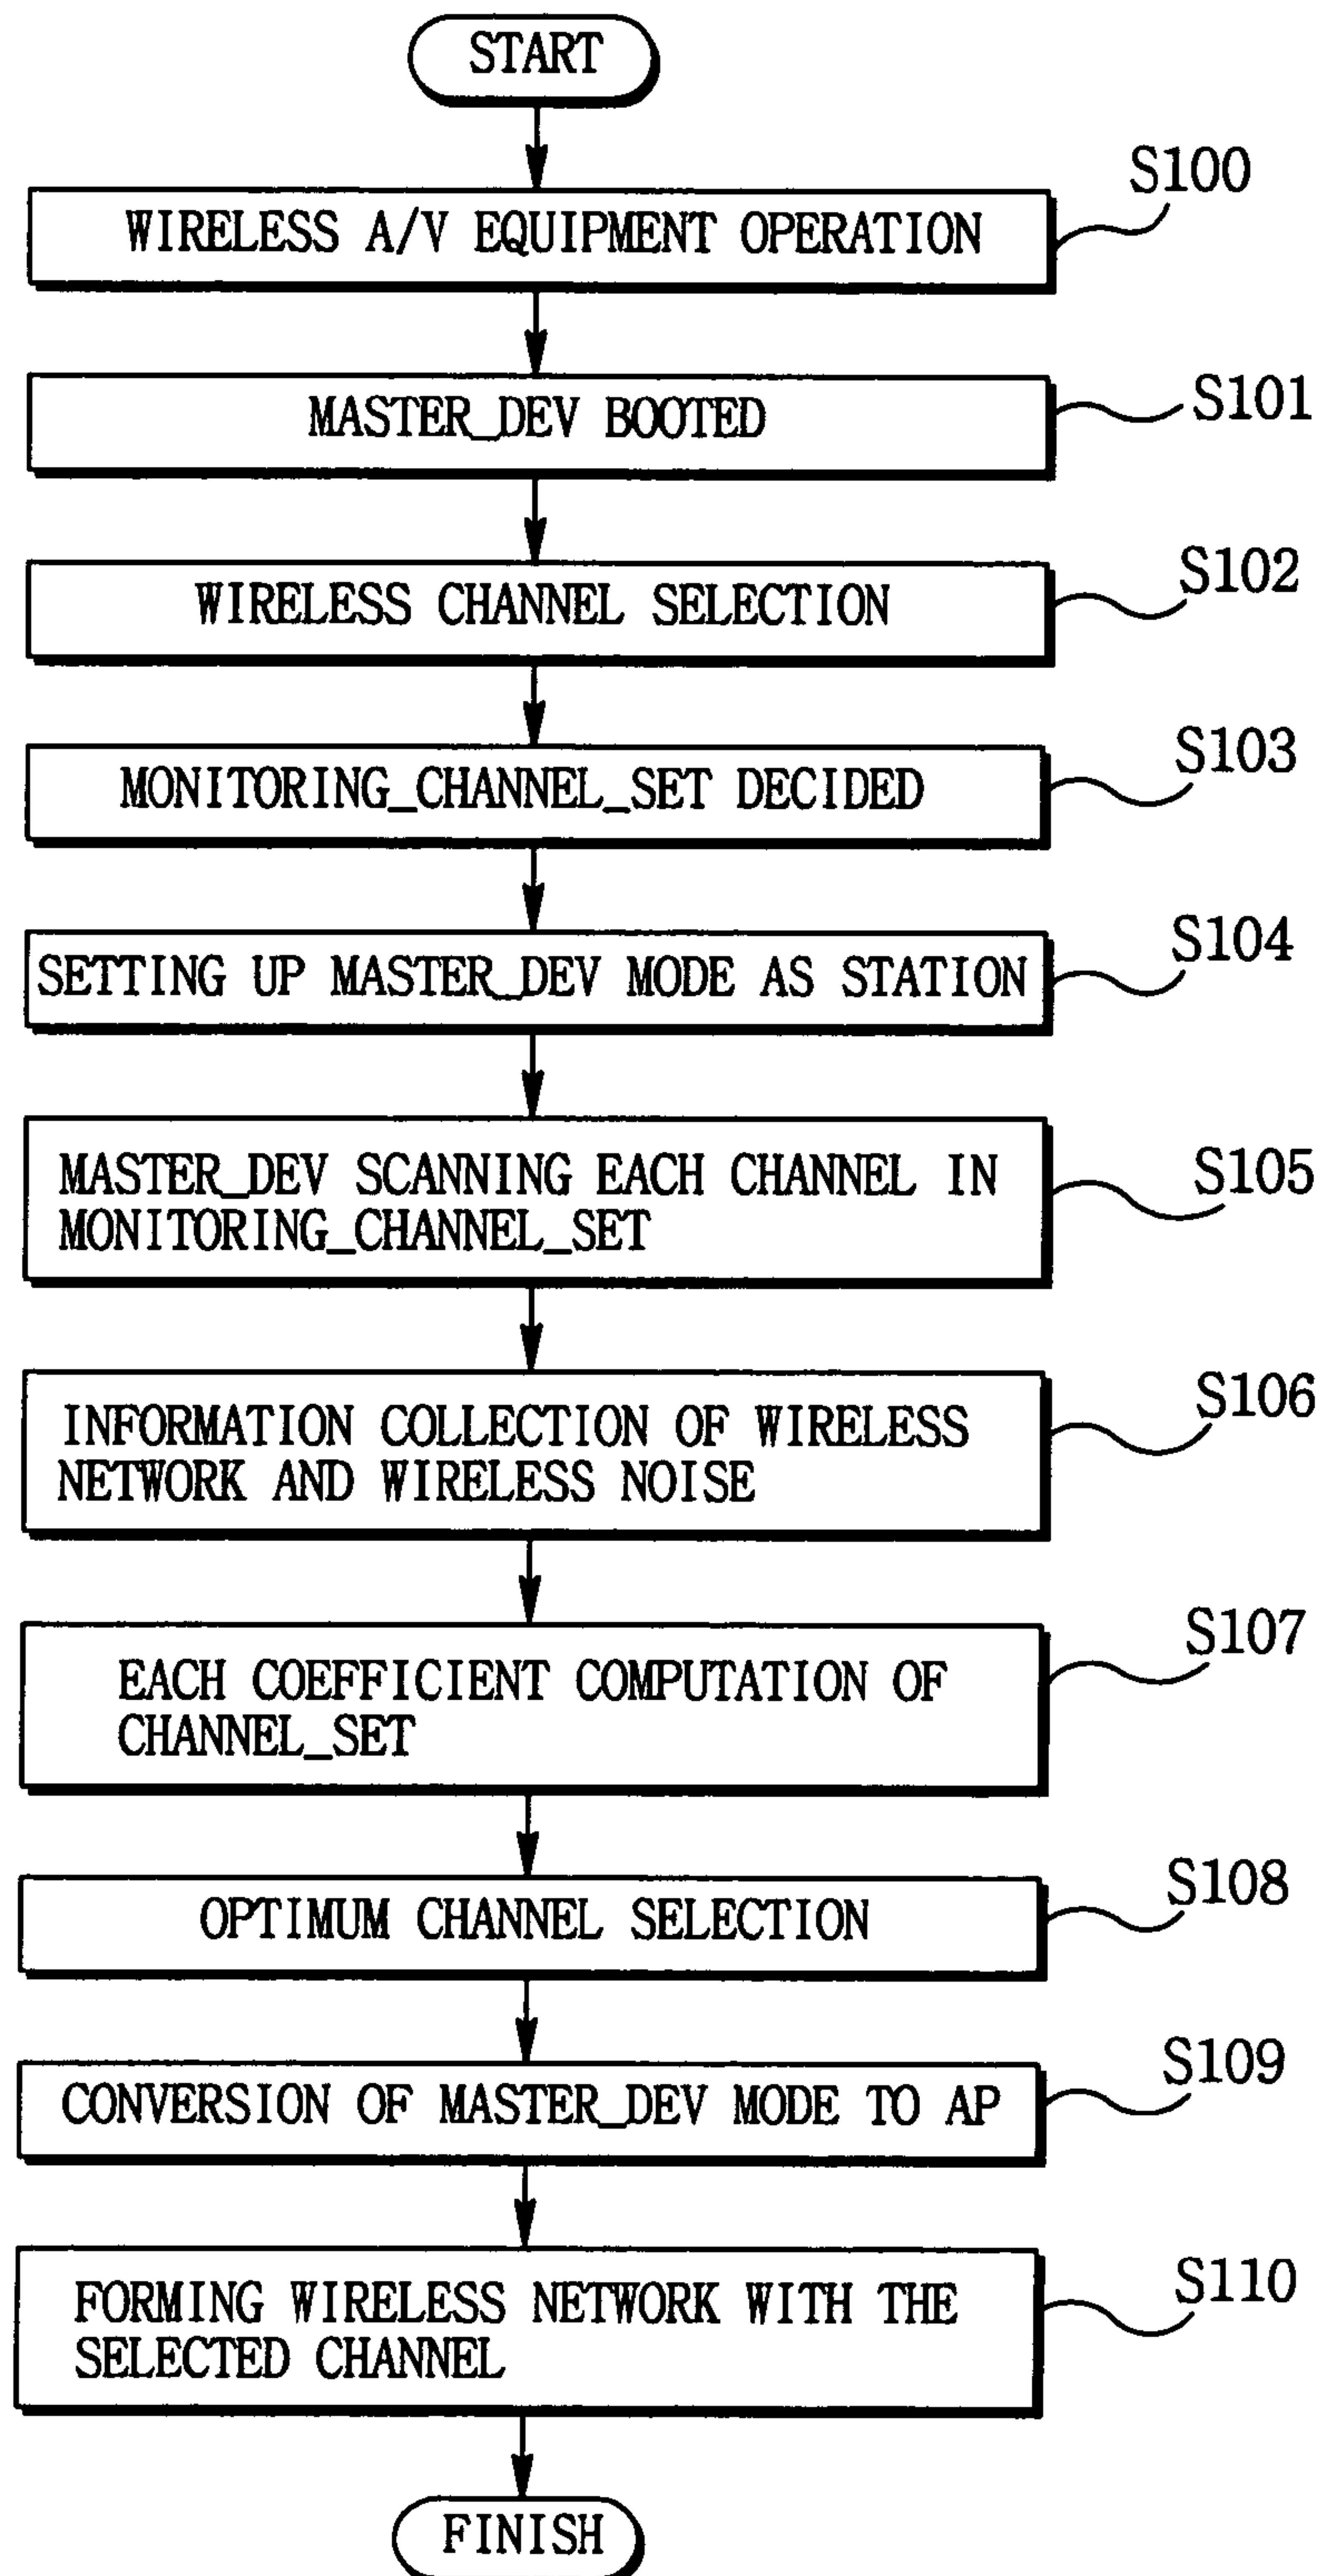 START
S100
WIRELESS A/V EQUIPMENT OPERATION
MASTER_DEV BOOTED
S101
S102
WIRELESS CHANNEL SELECTION
S103
MONITORING_CHANNEL_SET DECIDED
S104
SETTING UP MASTER_DEV MODE AS STATION
S105
MASTER_DEV SCANNING EACH CHANNEL IN
MONITORING_CHANNEL_SET
S106
INFORMATION COLLECTION OF WIRELESS
NETWORK AND WIRELESS NOISE
S107
EACH COEFFICIENT COMPUTATION OF
CHANNEL_SET
S108
OPTIMUM CHANNEL SELECTION
S109
CONVERSION OF MASTER_DEV MODE TO AP
S110
FORMING WIRELESS NETWORK WITH THE
SELECTED CHANNEL
FINISH